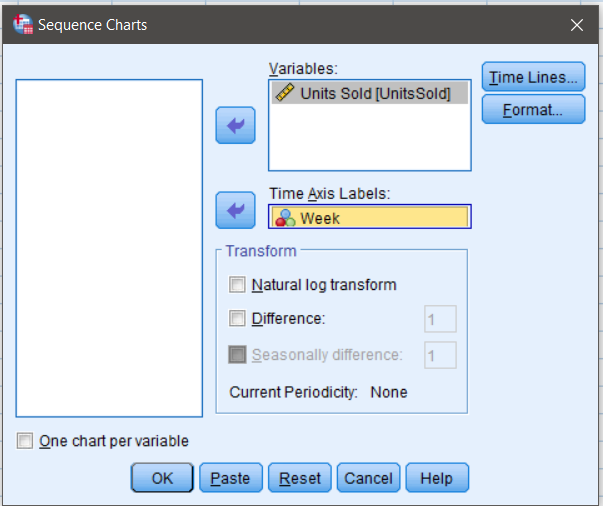 Sequence Charts
Variables:
Units Sold [UnitsSold]
Time Lines...
Format...
Time Axis Labels:
Week
Transform
Natural log transform
Difference: 1
Seasonally difference: 1
Current Periodicity: None
One chart per variable
OK Paste Reset Cancel Help